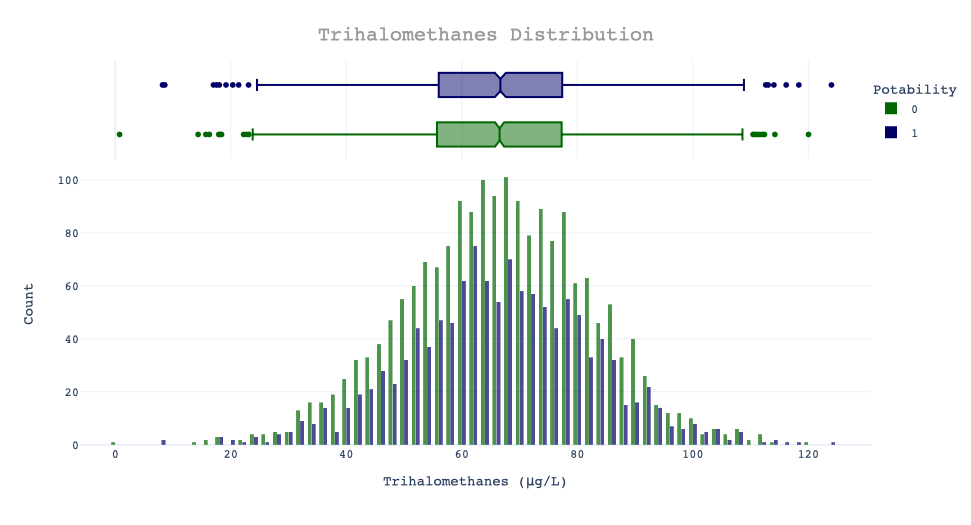 Trihalomethanes Distribution
Potability
0
1
100
80
60
40
20
0
Count
0 20 40 60 80 100 120
Trihalomethanes (μg/L)